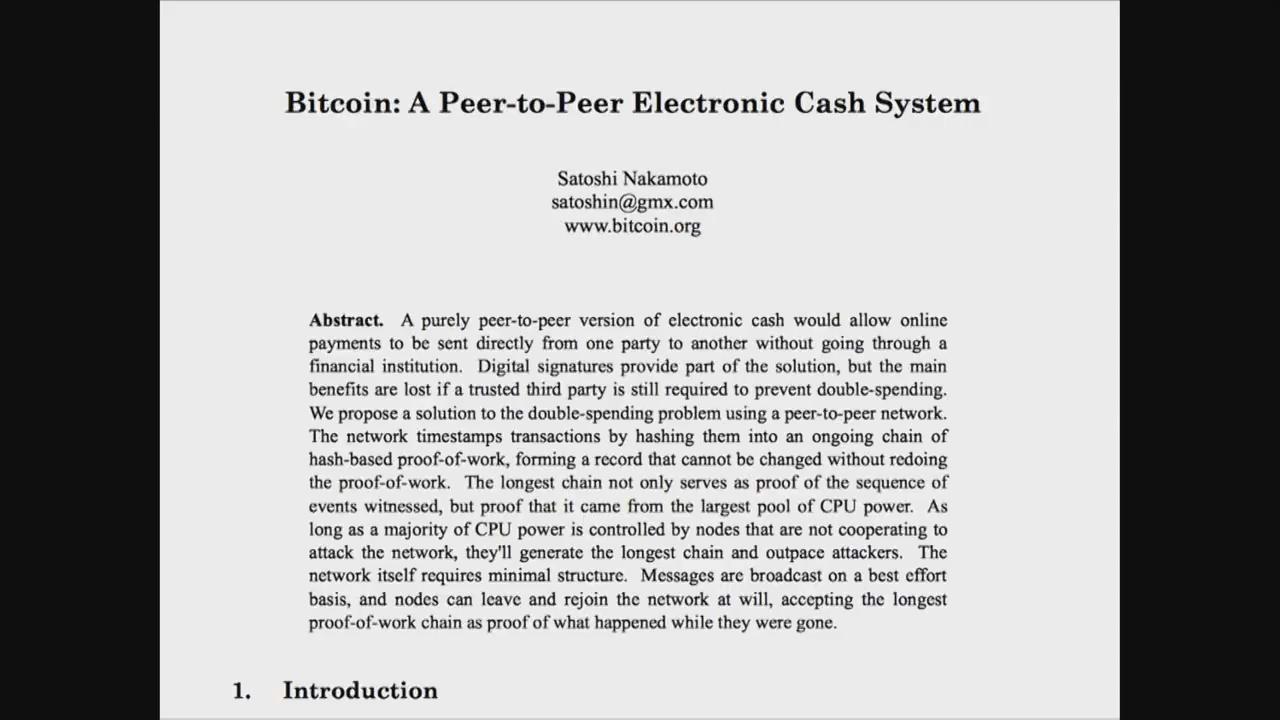 Bitcoin: A Peer-to-Peer Electronic Cash System
Satoshi Nakamoto
satoshin@gmx.com
www.bitcoin.org
Abstract. A purely peer-to-peer version of electronic cash would allow online
payments to be sent directly from one party to another without going through a
financial institution. Digital signatures provide part of the solution, but the main
benefits are lost if a trusted third party is still required to prevent double-spending.
We propose a solution to the double-spending problem using a peer-to-peer network.
The network timestamps transactions by hashing them into an ongoing chain of
hash-based proof-of-work, forming a record that cannot be changed without redoing
the proof-of-work. The longest chain not only serves as proof of the sequence of
events witnessed, but proof that it came from the largest pool of CPU power. As
long as a majority of CPU power is controlled by nodes that are not cooperating to
attack the network, they'll generate the longest chain and outpace attackers. The
network itself requires minimal structure. Messages are broadcast on a best effort
basis, and nodes can leave and rejoin the network at will, accepting the longest
proof-of-work chain as proof of what happened while they were gone.
1. Introduction